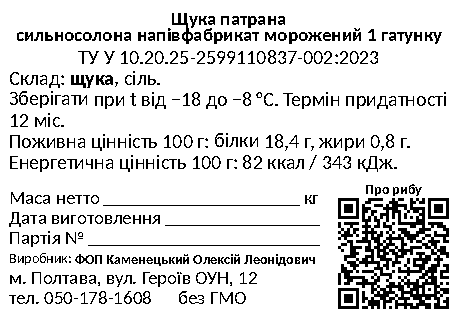 Щука патрана
сильносолона напівфабрикат морожений 1 гатунку
ТУ У 10.20.25-2599110837-002:2023
Склад: щука, сіль.
Зберігати при t від −18 до −8 °С. Термін придатності
12 міс.
Поживна цінність 100 г: білки 18,4 г, жири 0,8 г.
Енергетична цінність 100 г: 82 ккал / 343 кДж.
Маса нетто ____________________ кг
Дата виготовлення ________________
Партія № ________________________
Про рибу
Виробник: ФОП Каменецький Олексій Леонідович
м. Полтава, вул. Героїв ОУН, 12
тел. 050-178-1608 без ГМО